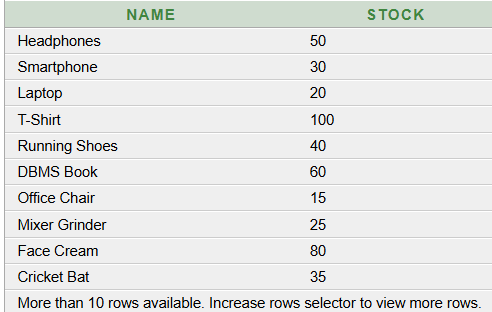 NAME STOCK
Headphones 50
Smartphone 30
Laptop 20
T-Shirt 100
Running Shoes 40
DBMS Book 60
Office Chair 15
Mixer Grinder 25
Face Cream 80
Cricket Bat 35
More than 10 rows available. Increase rows selector to view more rows.